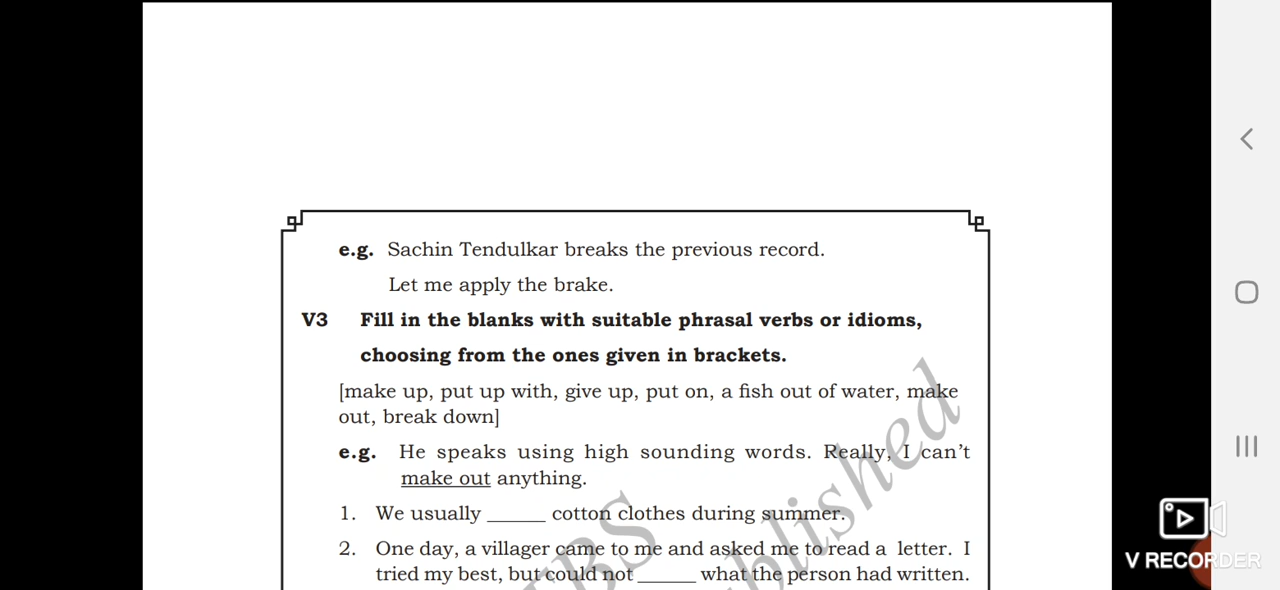 e.g. Sachin Tendulkar breaks the previous record.
Let me apply the brake.
V3 Fill in the blanks with suitable phrasal verbs or idioms,
choosing from the ones given in brackets.
[make up, put up with, give up, put on, a fish out of water, make
out, break down]
e.g. He speaks using high sounding words. Really, I can't
make out anything.
1. We usually ______ cotton clothes during summer.
2. One day, a villager came to me and asked me to read a letter. I
tried my best, but could not ______ what the person had written.
V RECORDER